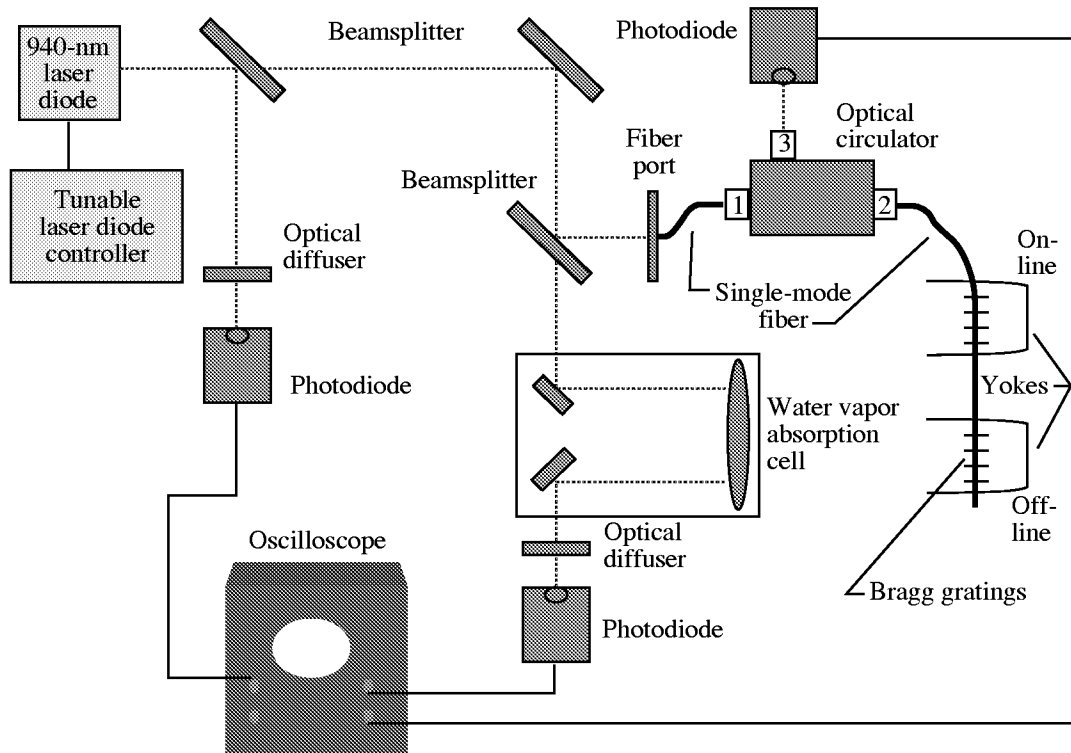 940-nm
laser
diode
Beamsplitter
Photodiode
Tunable
laser diode
controller
Optical
diffuser
Photodiode
Beamsplitter
Fiber
port
Optical
circulator
3
1
2
Single-mode
fiber
On-
line
Yokes
Off-
line
Bragg gratings
Water vapor
absorption
cell
Optical
diffuser
Photodiode
Oscilloscope